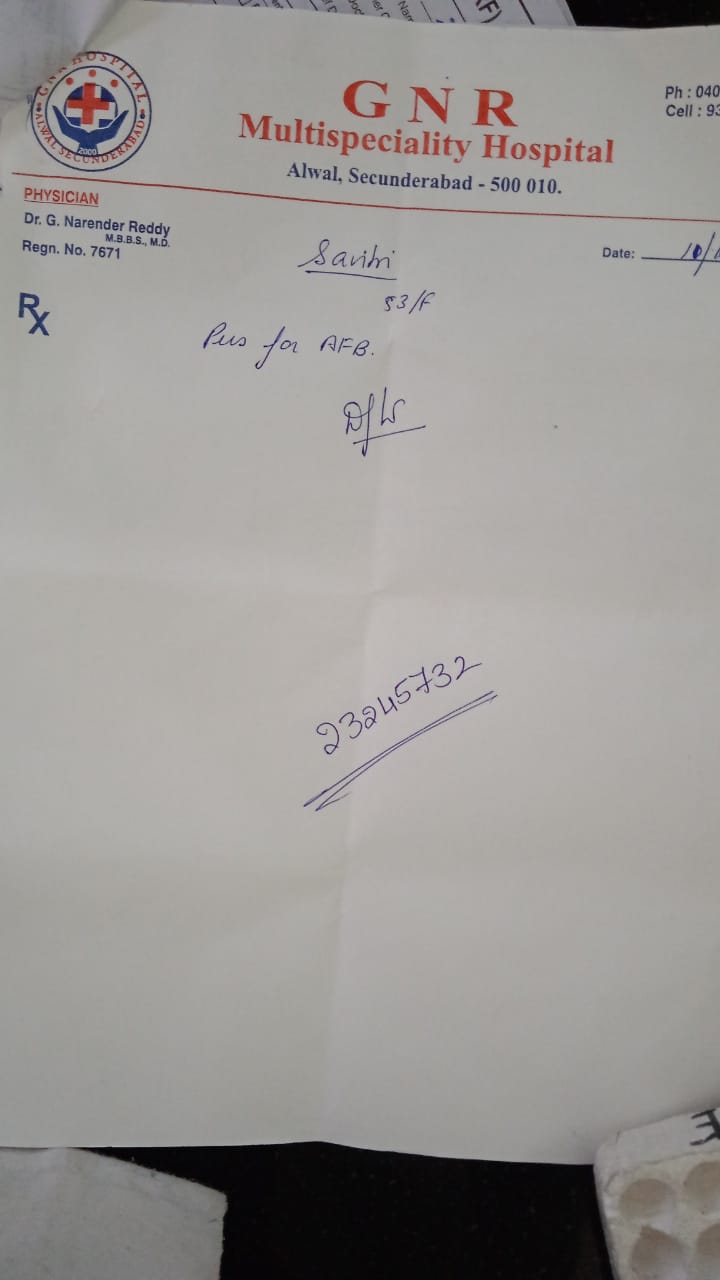 GNR HOSPITAL
ALWAL SECUNDERABAD
2000
G N R
Multispeciality Hospital
Alwal, Secunderabad - 500 010.
Ph : 040
Cell : 93
PHYSICIAN
Dr. G. Narender Reddy
M.B.B.S., M.D.
Regn. No. 7671
Date: 10/
Savitri
53/F
Rx
Pus for AFB.
23245732